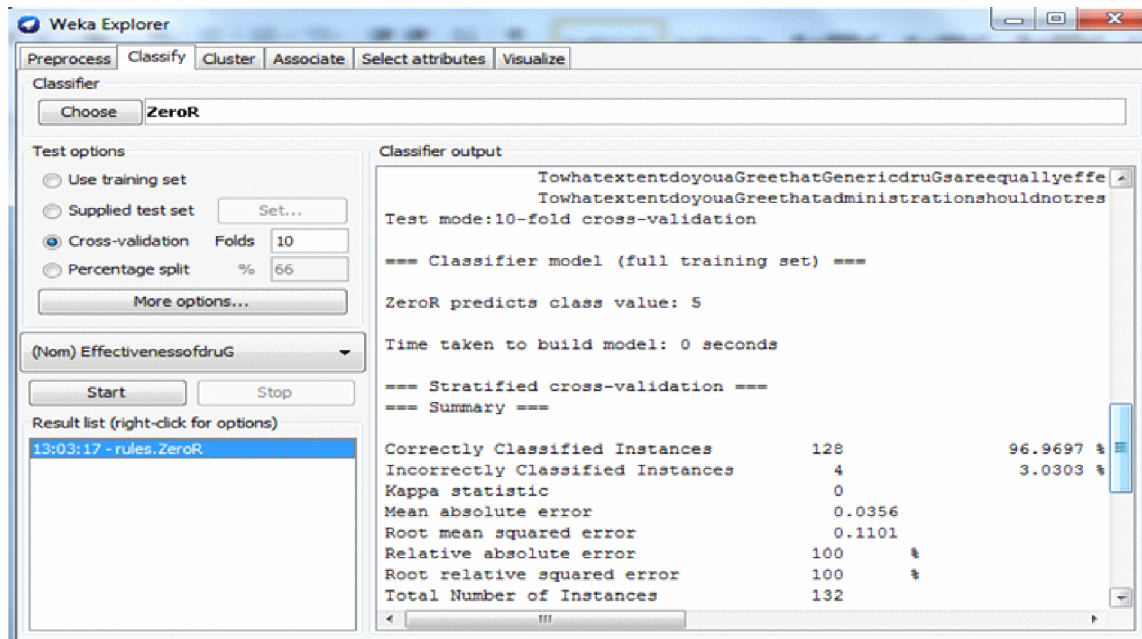 Weka Explorer
Preprocess Classify Cluster Associate Select attributes Visualize
Classifier
Choose ZeroR
Test options
Use training set
Supplied test set Set...
Cross-validation Folds 10
Percentage split % 66
More options...
(Nom) EffectivenessofdruG
Start Stop
Result list (right-click for options)
13:03:17 - rules.ZeroR
Classifier output
TowhatextentdoyouaGreethatGenericdruGsareequallyeffe
TowhatextentdoyouaGreethatadministrationshouldnotres
Test mode:10-fold cross-validation
=== Classifier model (full training set) ===
ZeroR predicts class value: 5
Time taken to build model: 0 seconds
=== Stratified cross-validation ===
=== Summary ===
Correctly Classified Instances 128 96.9697 %
Incorrectly Classified Instances 4 3.0303 %
Kappa statistic 0
Mean absolute error 0.0356
Root mean squared error 0.1101
Relative absolute error 100 %
Root relative squared error 100 %
Total Number of Instances 132